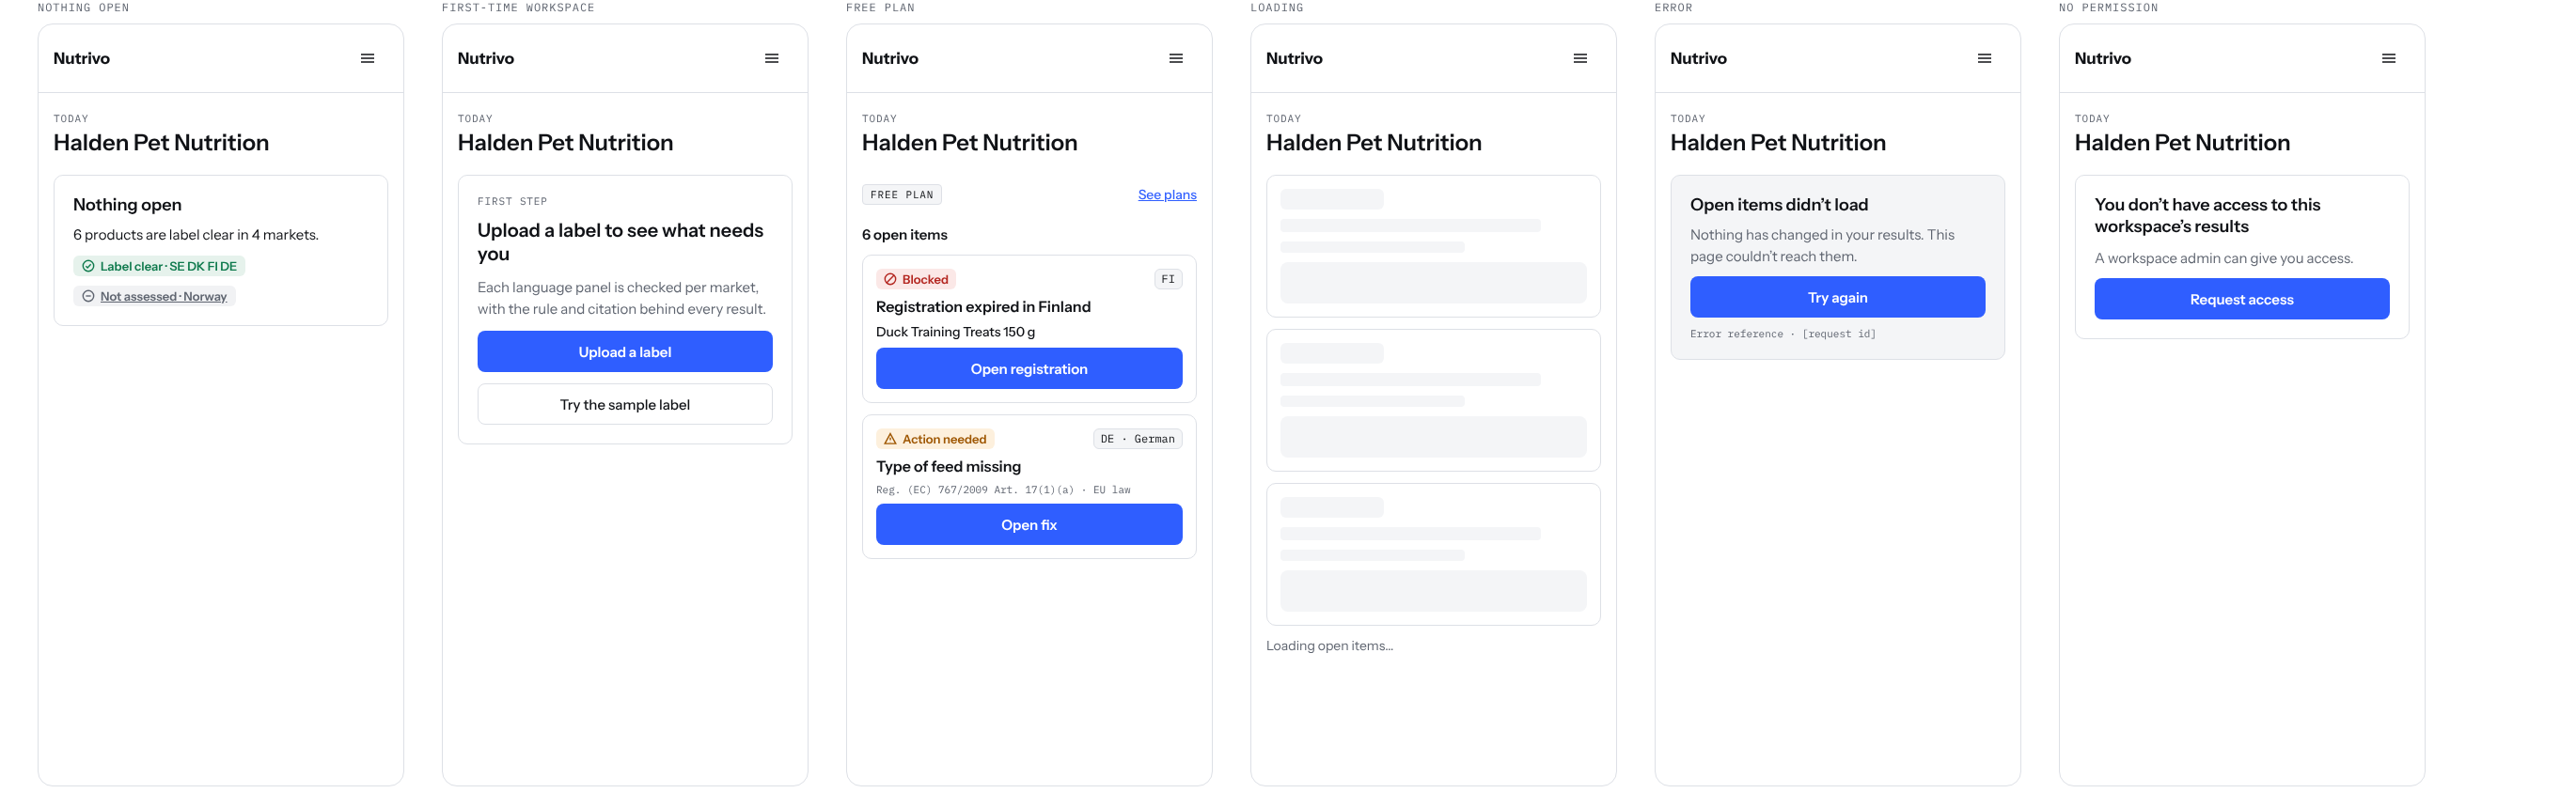 NOTHING OPEN
Nutrivo
TODAY
Halden Pet Nutrition
Nothing open
6 products are label clear in 4 markets.
Label clear · SE DK FI DE
Not assessed · Norway
FIRST-TIME WORKSPACE
Nutrivo
TODAY
Halden Pet Nutrition
FIRST STEP
Upload a label to see what needs
you
Each language panel is checked per market,
with the rule and citation behind every result.
Upload a label
Try the sample label
FREE PLAN
Nutrivo
TODAY
Halden Pet Nutrition
FREE PLAN
See plans
6 open items
Blocked
FI
Registration expired in Finland
Duck Training Treats 150 g
Open registration
Action needed
DE · German
Type of feed missing
Reg. (EC) 767/2009 Art. 17(1)(a) · EU law
Open fix
LOADING
Nutrivo
TODAY
Halden Pet Nutrition
Loading open items…
ERROR
Nutrivo
TODAY
Halden Pet Nutrition
Open items didn’t load
Nothing has changed in your results. This
page couldn’t reach them.
Try again
Error reference · [request id]
NO PERMISSION
Nutrivo
TODAY
Halden Pet Nutrition
You don’t have access to this
workspace’s results
A workspace admin can give you access.
Request access